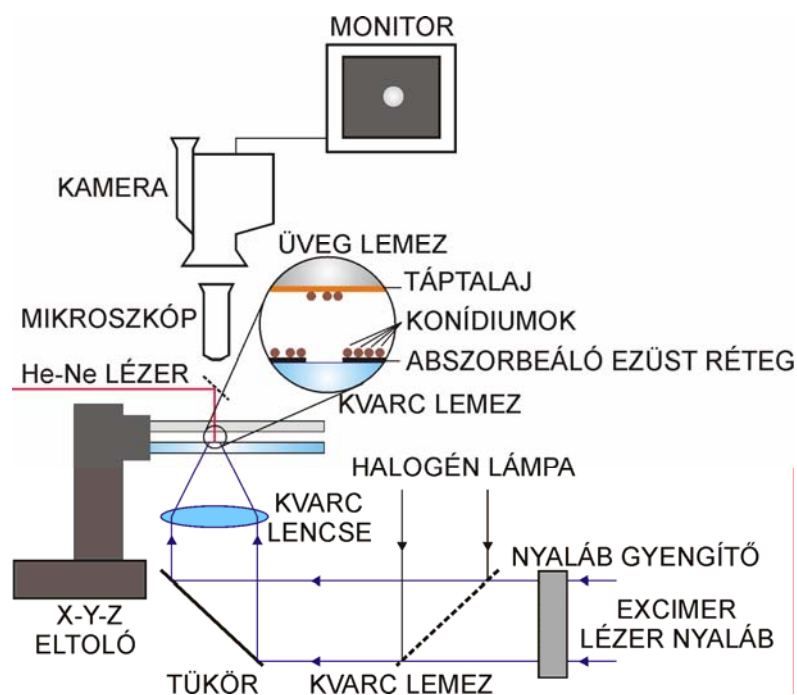 MONITOR
KAMERA
ÜVEG LEMEZ
TÁPTALAJ
MIKROSZKÓP
KONÍDIUMOK
He-Ne LÉZER
ABSZORBEÁLÓ EZÜST RÉTEG
KVARC LEMEZ
HALOGÉN LÁMPA
KVARC
LENCSE
NYALÁB GYENGÍTŐ
X-Y-Z
ELTOLÓ
EXCIMER
LÉZER NYALÁB
TÜKÖR
KVARC LEMEZ